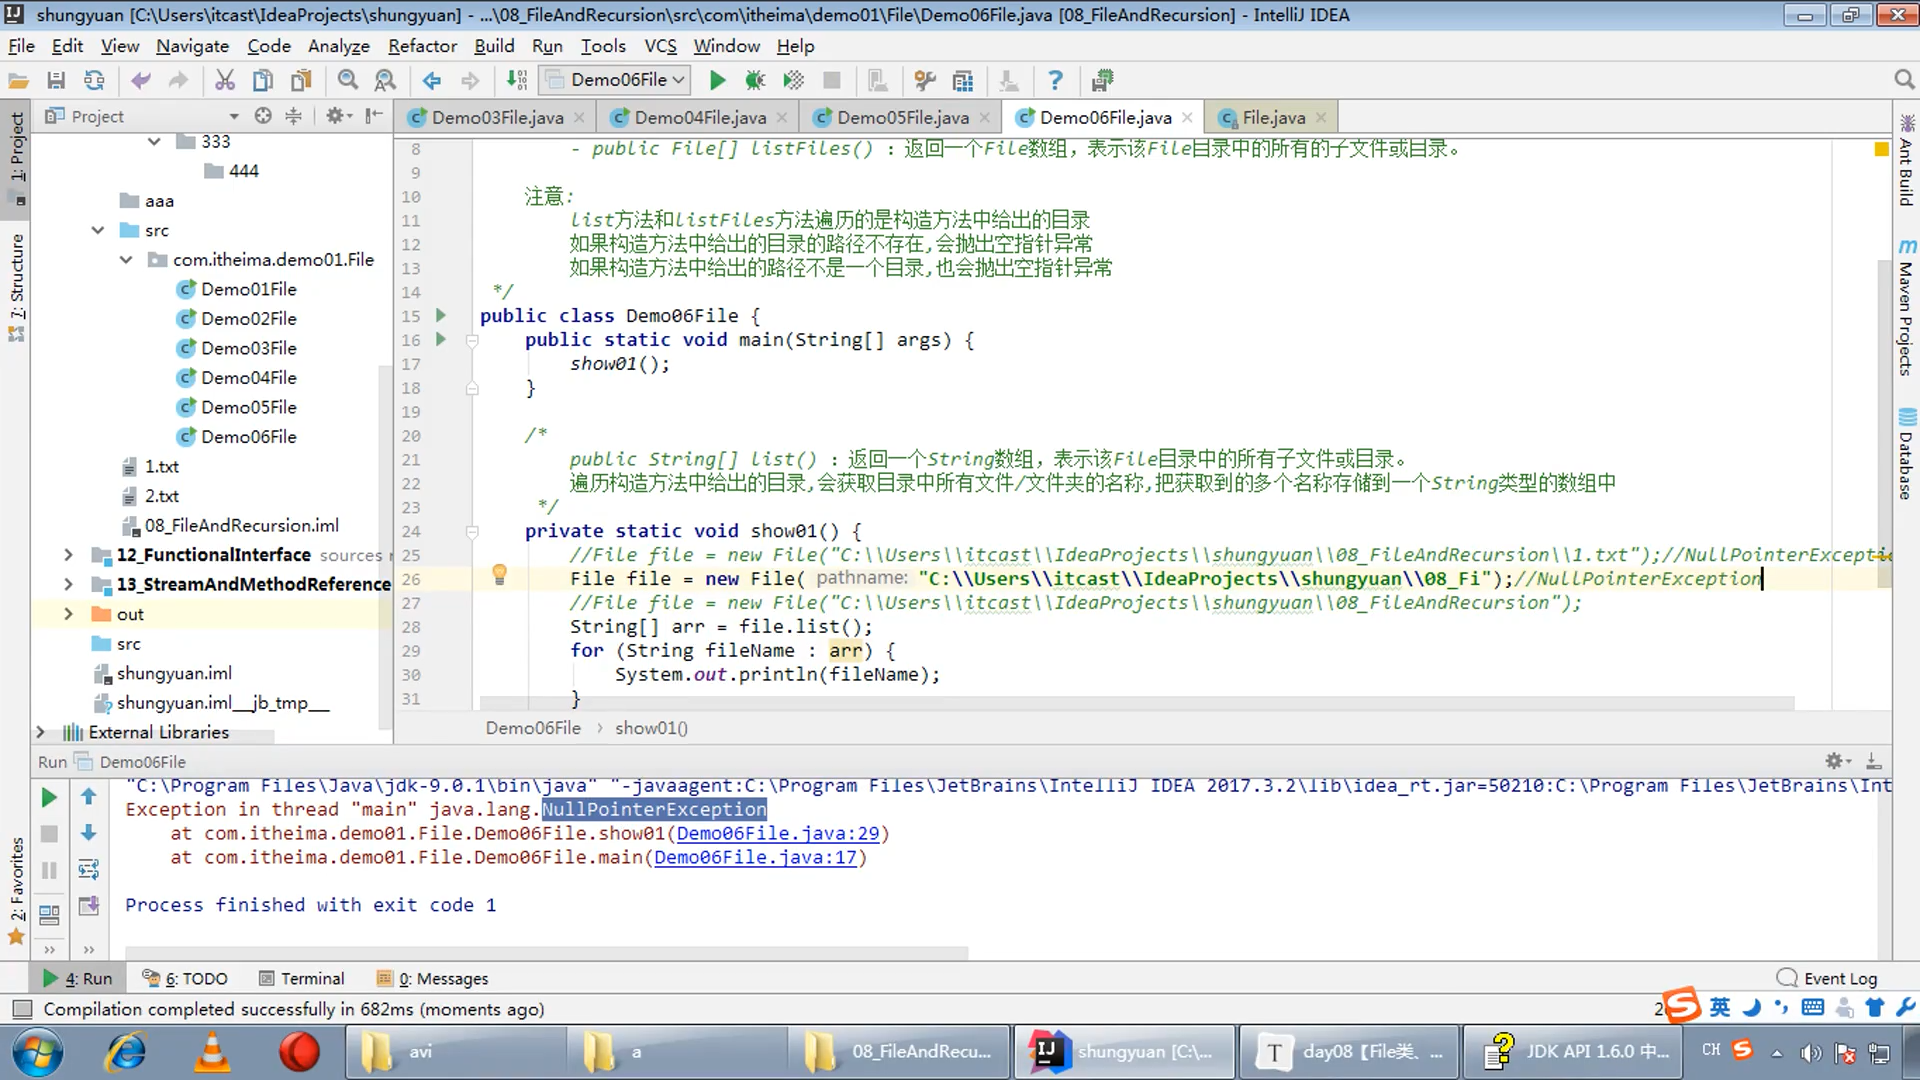 shungyuan [C:\Users\itcast\IdeaProjects\shungyuan] - ...\08_FileAndRecursion\src\com\itheima\demo01\File\Demo06File.java [08_FileAndRecursion] - IntelliJ IDEA
File Edit View Navigate Code Analyze Refactor Build Run Tools VCS Window Help
Demo06File
Project
Demo03File.java Demo04File.java Demo05File.java Demo06File.java File.java
1: Project
7: Structure
2: Favorites
333
444
aaa
src
com.itheima.demo01.File
Demo01File
Demo02File
Demo03File
Demo04File
Demo05File
Demo06File
1.txt
2.txt
08_FileAndRecursion.iml
12_FunctionalInterface sources
13_StreamAndMethodReference
out
src
shungyuan.iml
shungyuan.iml__jb_tmp__
External Libraries
8 - public File[] listFiles() ：返回一个File数组，表示该File目录中的所有的子文件或目录。
9
10 注意:
11 list方法和listFiles方法遍历的是构造方法中给出的目录
12 如果构造方法中给出的目录的路径不存在,会抛出空指针异常
13 如果构造方法中给出的路径不是一个目录,也会抛出空指针异常
14 */
15 public class Demo06File {
16 public static void main(String[] args) {
17 show01();
18 }
19
20 /*
21 public String[] list() ：返回一个String数组，表示该File目录中的所有子文件或目录。
22 遍历构造方法中给出的目录,会获取目录中所有文件/文件夹的名称,把获取到的多个名称存储到一个String类型的数组中
23 */
24 private static void show01() {
25 //File file = new File("C:\\Users\\itcast\\IdeaProjects\\shungyuan\\08_FileAndRecursion\\1.txt");//NullPointerExceptio
26 File file = new File( pathname: "C:\\Users\\itcast\\IdeaProjects\\shungyuan\\08_Fi");//NullPointerException
27 //File file = new File("C:\\Users\\itcast\\IdeaProjects\\shungyuan\\08_FileAndRecursion");
28 String[] arr = file.list();
29 for (String fileName : arr) {
30 System.out.println(fileName);
31 }
Demo06File › show01()
Ant Build
Maven Projects
Database
Run Demo06File
"C:\Program Files\Java\jdk-9.0.1\bin\java" "-javaagent:C:\Program Files\JetBrains\IntelliJ IDEA 2017.3.2\lib\idea_rt.jar=50210:C:\Program Files\JetBrains\Int
Exception in thread "main" java.lang.NullPointerException
at com.itheima.demo01.File.Demo06File.show01(Demo06File.java:29)
at com.itheima.demo01.File.Demo06File.main(Demo06File.java:17)
Process finished with exit code 1
4: Run 6: TODO Terminal 0: Messages Event Log
Compilation completed successfully in 682ms (moments ago)
英
avi a 08_FileAndRecu... shungyuan [C:\... day08【File类、... JDK API 1.6.0 中... CH